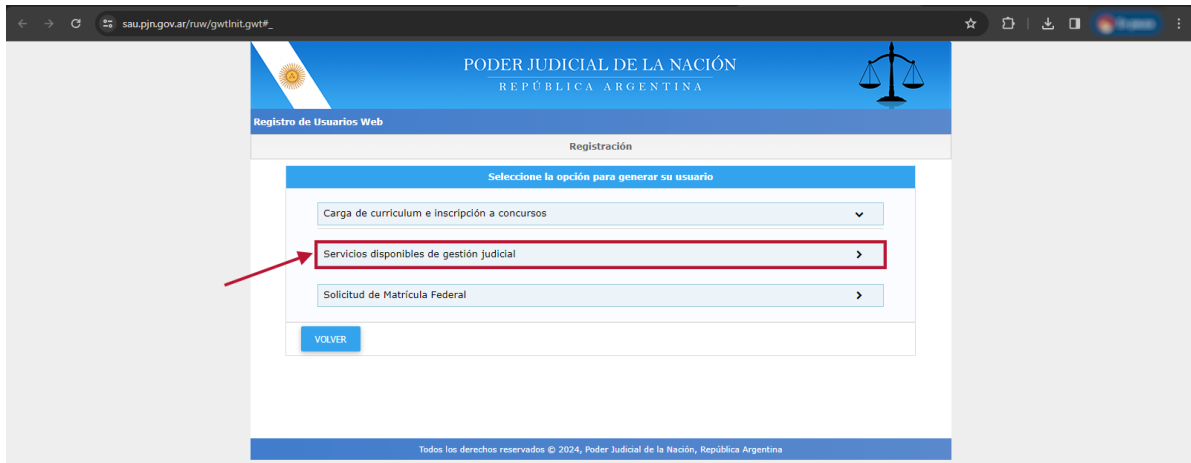 sau.pjn.gov.ar/ruw/gwtInit.gwt#_
PODER JUDICIAL DE LA NACIÓN
REPÚBLICA ARGENTINA
Registro de Usuarios Web
Registración
Seleccione la opción para generar su usuario
Carga de curriculum e inscripción a concursos
Servicios disponibles de gestión judicial
Solicitud de Matrícula Federal
VOLVER
Todos los derechos reservados © 2024, Poder Judicial de la Nación, República Argentina